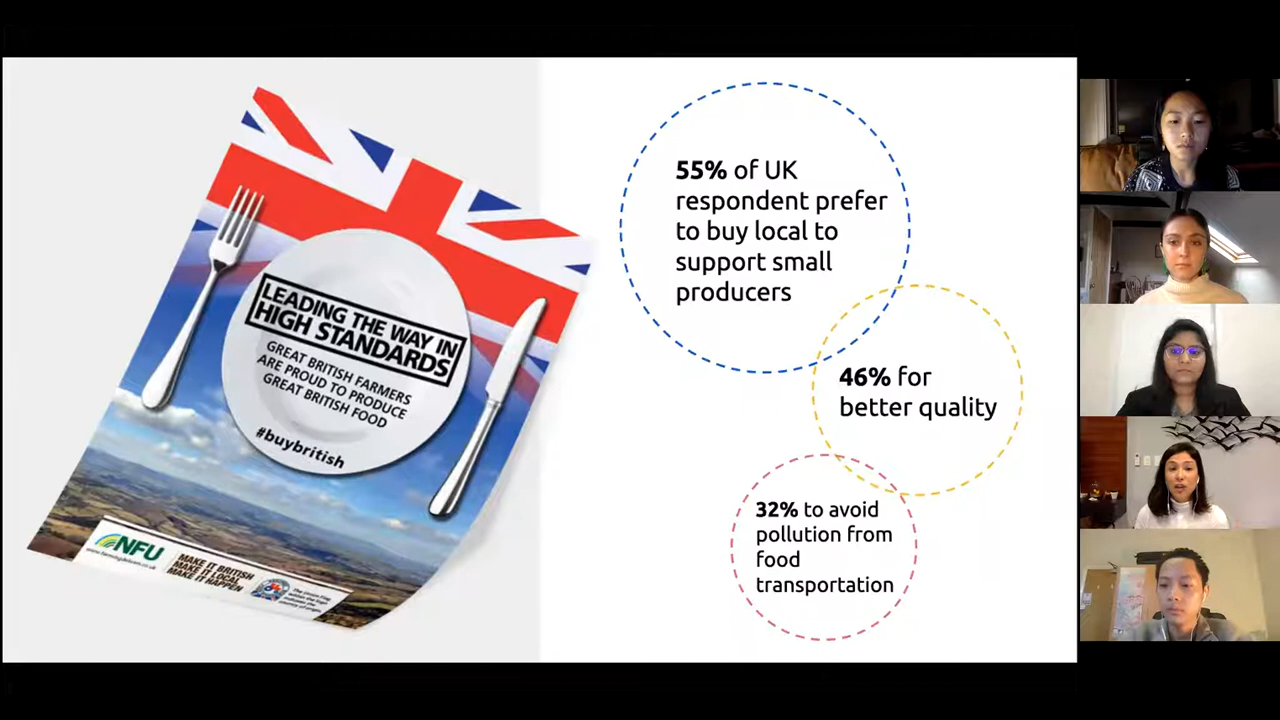 LEADING THE WAY IN
HIGH STANDARDS
GREAT BRITISH FARMERS
ARE PROUD TO PRODUCE
GREAT BRITISH FOOD
#buybritish
NFU
MAKE IT BRITISH
MAKE IT LOCAL
MAKE IT HAPPEN
55% of UK
respondent prefer
to buy local to
support small
producers
46% for
better quality
32% to avoid
pollution from
food
transportation